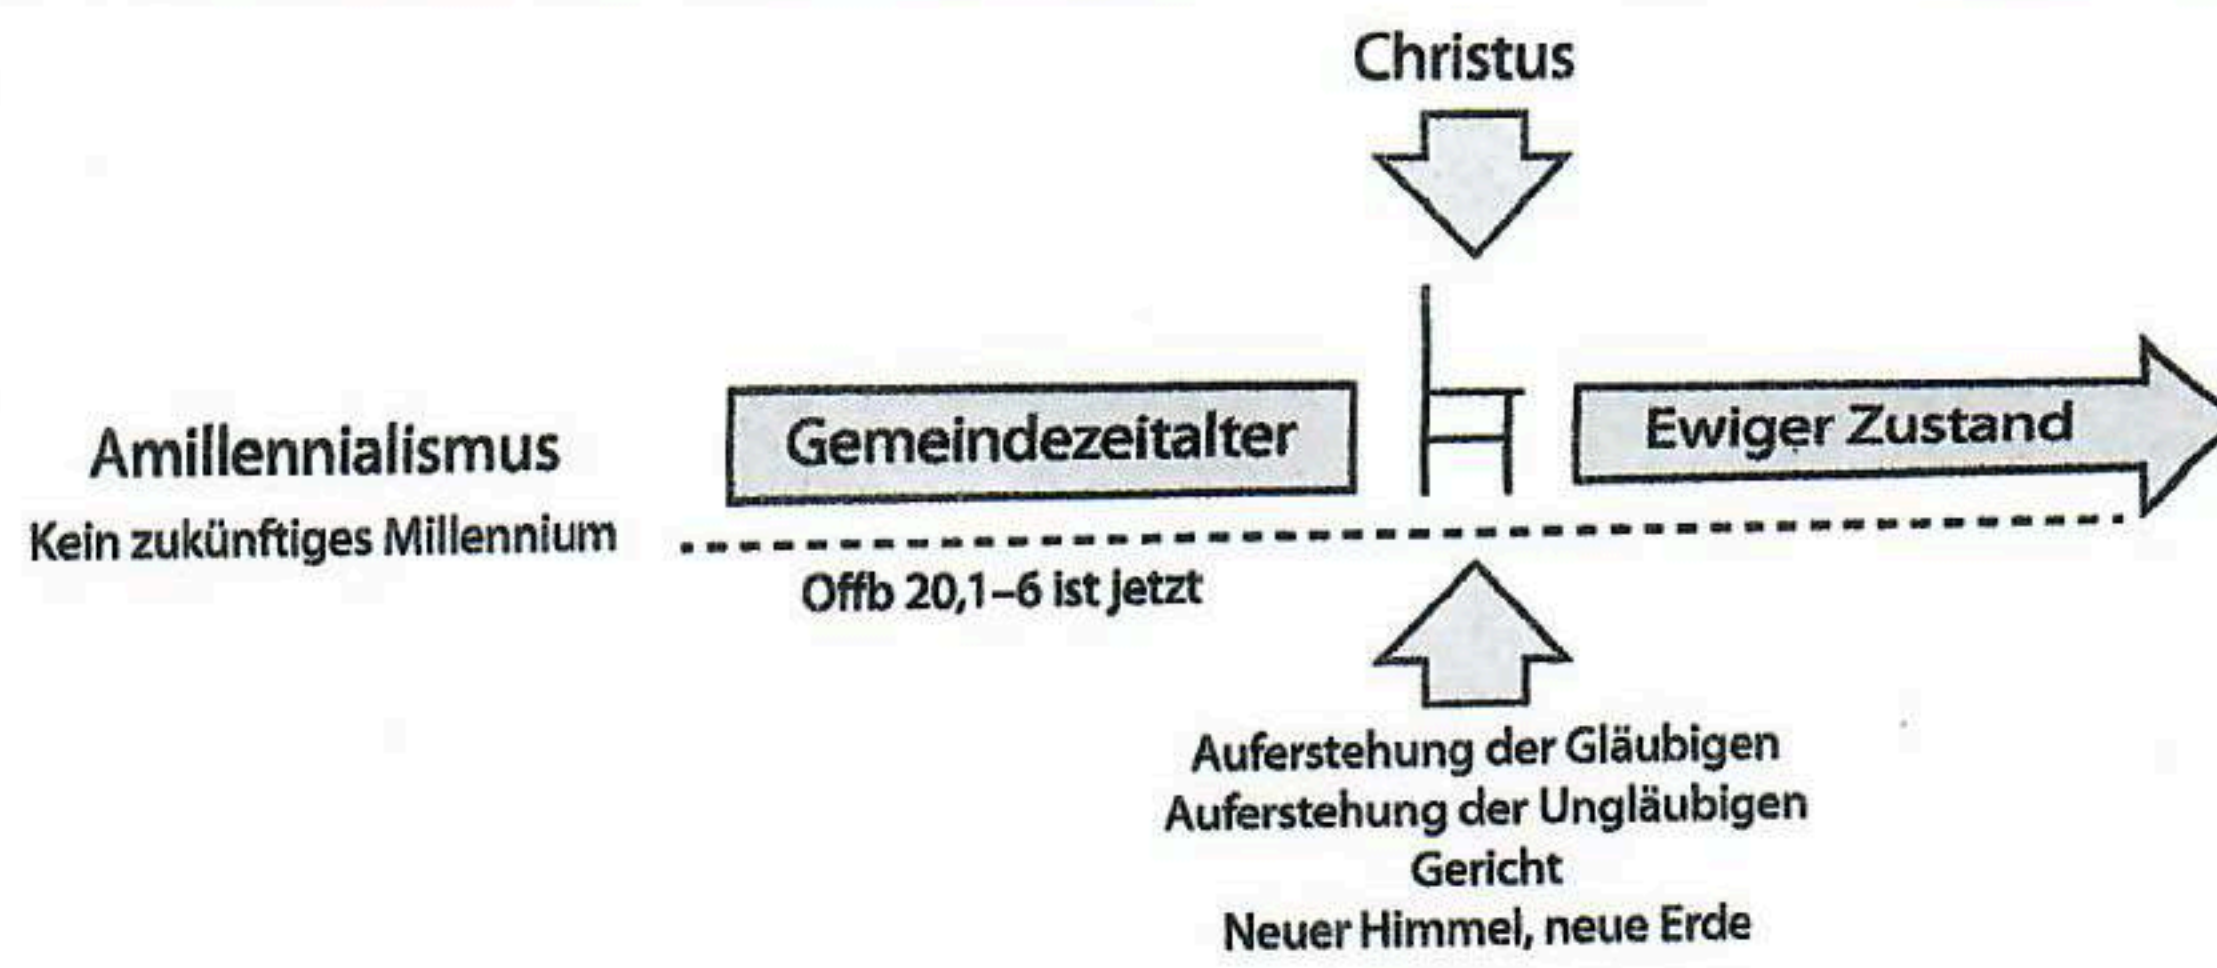 Christus
Amillennialismus
Kein zukünftiges Millennium
Gemeindezeitalter
Ewiger Zustand
Offb 20,1–6 ist jetzt
Auferstehung der Gläubigen
Auferstehung der Ungläubigen
Gericht
Neuer Himmel, neue Erde